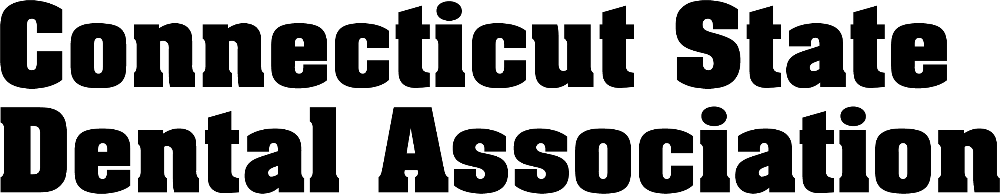 Connecticut State
Dental Association